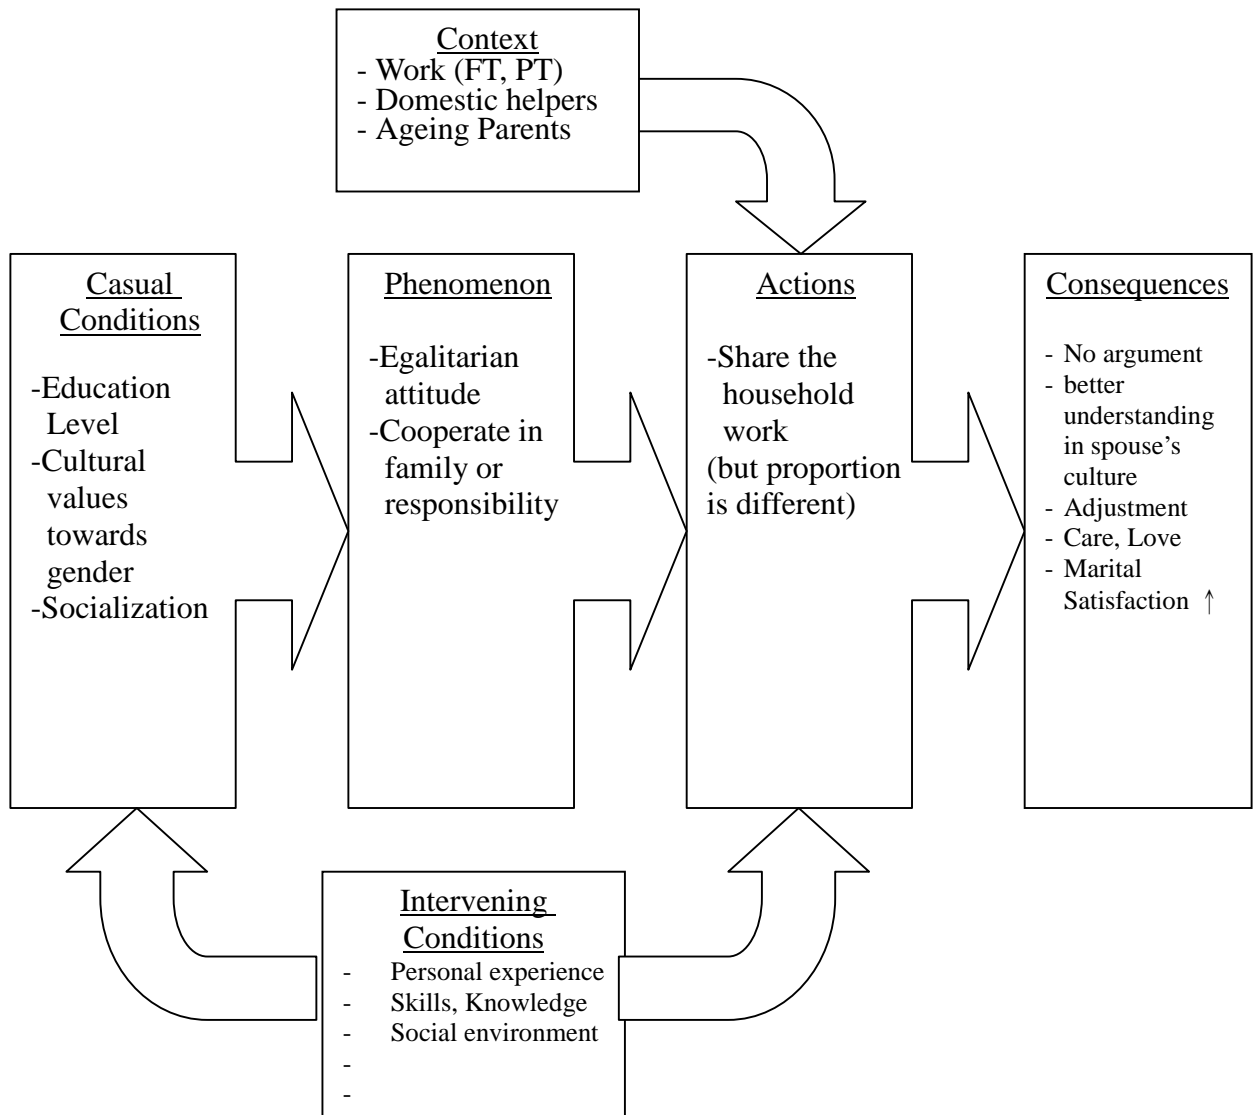 Context
- Work (FT, PT)
- Domestic helpers
- Ageing Parents
Casual
Conditions
-Education
Level
-Cultural
values
towards
gender
-Socialization
Phenomenon
-Egalitarian
attitude
-Cooperate in
family or
responsibility
Actions
-Share the
household
work
(but proportion
is different)
Consequences
- No argument
- better
understanding
in spouse’s
culture
- Adjustment
- Care, Love
- Marital
Satisfaction ↑
Intervening
Conditions
- Personal experience
- Skills, Knowledge
- Social environment
-
-